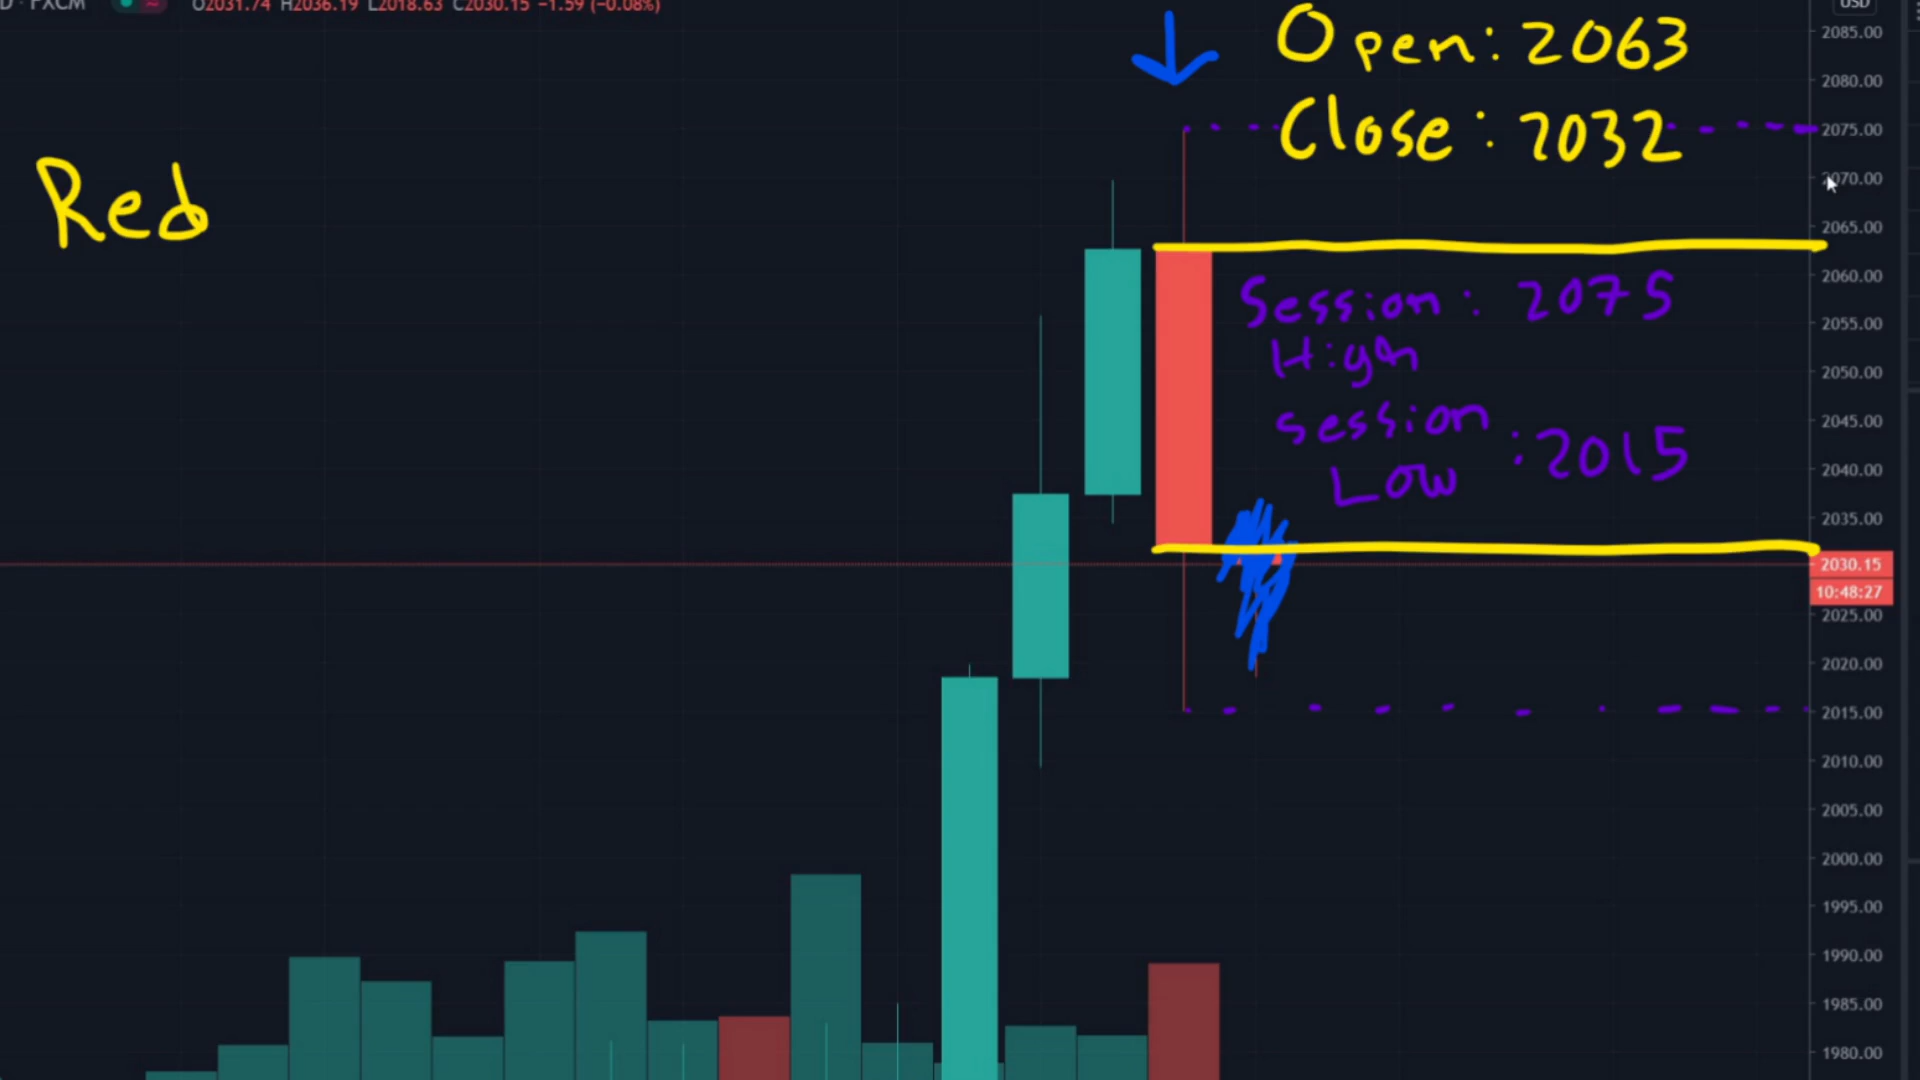 D · FXCM O2031.74 H2036.19 L2018.63 C2030.15 −1.59 (−0.08%)
USD
Open: 2063
Close: 2032
Red
Session: 2075
High
session
Low :2015
2085.00
2080.00
2075.00
2070.00
2065.00
2060.00
2055.00
2050.00
2045.00
2040.00
2035.00
2030.15
10:48:27
2025.00
2020.00
2015.00
2010.00
2005.00
2000.00
1995.00
1990.00
1985.00
1980.00